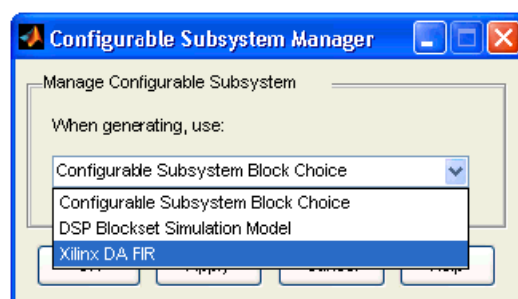 Configurable Subsystem Manager
Manage Configurable Subsystem
When generating, use:
Configurable Subsystem Block Choice
Configurable Subsystem Block Choice
DSP Blockset Simulation Model
Xilinx DA FIR